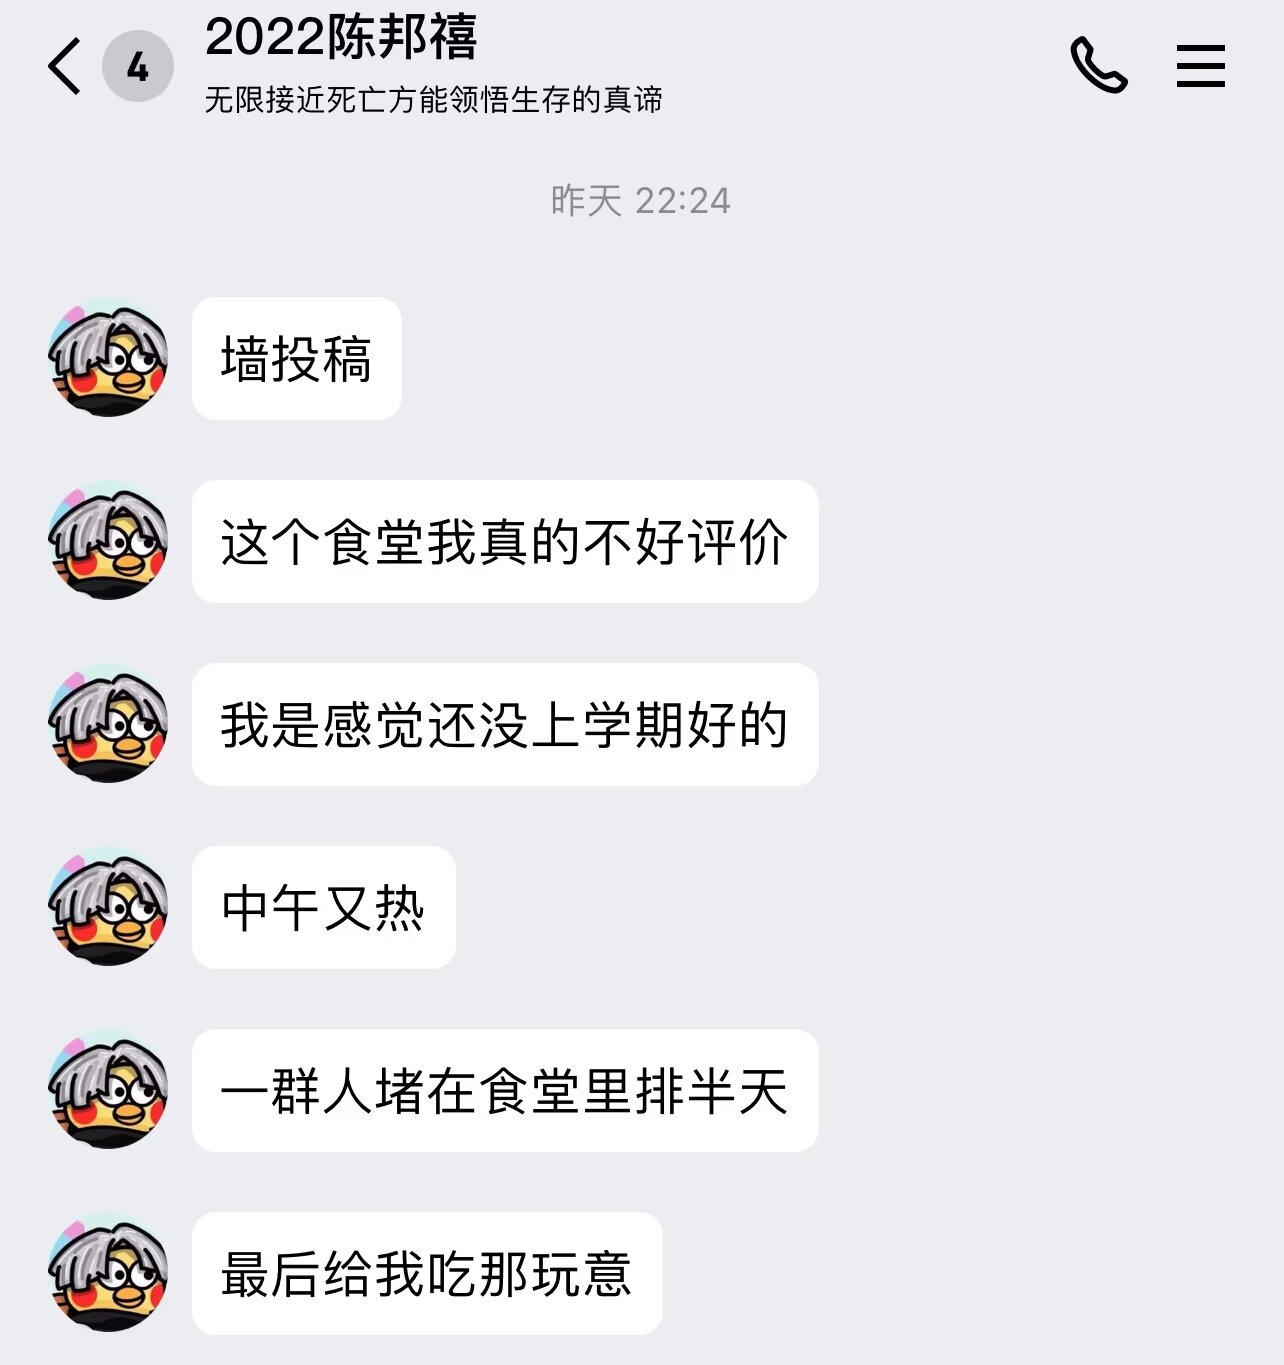 4
2022陈邦禧
无限接近死亡方能领悟生存的真谛
昨天 22:24
墙投稿
这个食堂我真的不好评价
我是感觉还没上学期好的
中午又热
一群人堵在食堂里排半天
最后给我吃那玩意